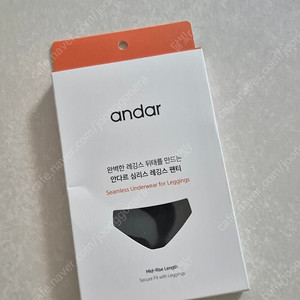 andar
완벽한 레깅스 뒤태를 만드는
안다르 심리스 레깅스 팬티
Seamless Underwear for Leggings
Mid-Rise Length
Secure Fit with Leggings